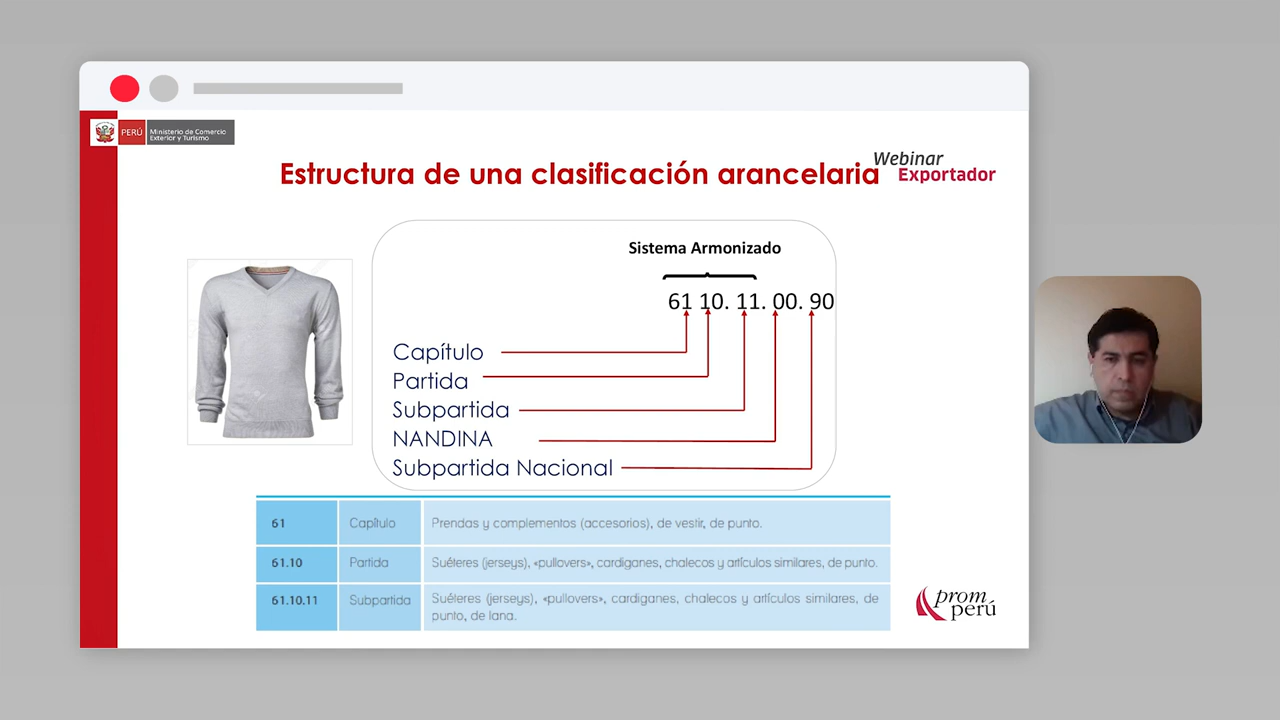 PERÚ
Ministerio de Comercio
Exterior y Turismo
Estructura de una clasificación arancelaria
Webinar
Exportador
Sistema Armonizado
61 10. 11. 00. 90
Capítulo
Partida
Subpartida
NANDINA
Subpartida Nacional
61 Capítulo Prendas y complementos (accesorios), de vestir, de punto.
61.10 Partida Suéteres (jerseys), «pullovers», cardiganes, chalecos y artículos similares, de punto.
61.10.11 Subpartida Suéteres (jerseys), «pullovers», cardiganes, chalecos y artículos similares, de
punto, de lana.
prom
perú